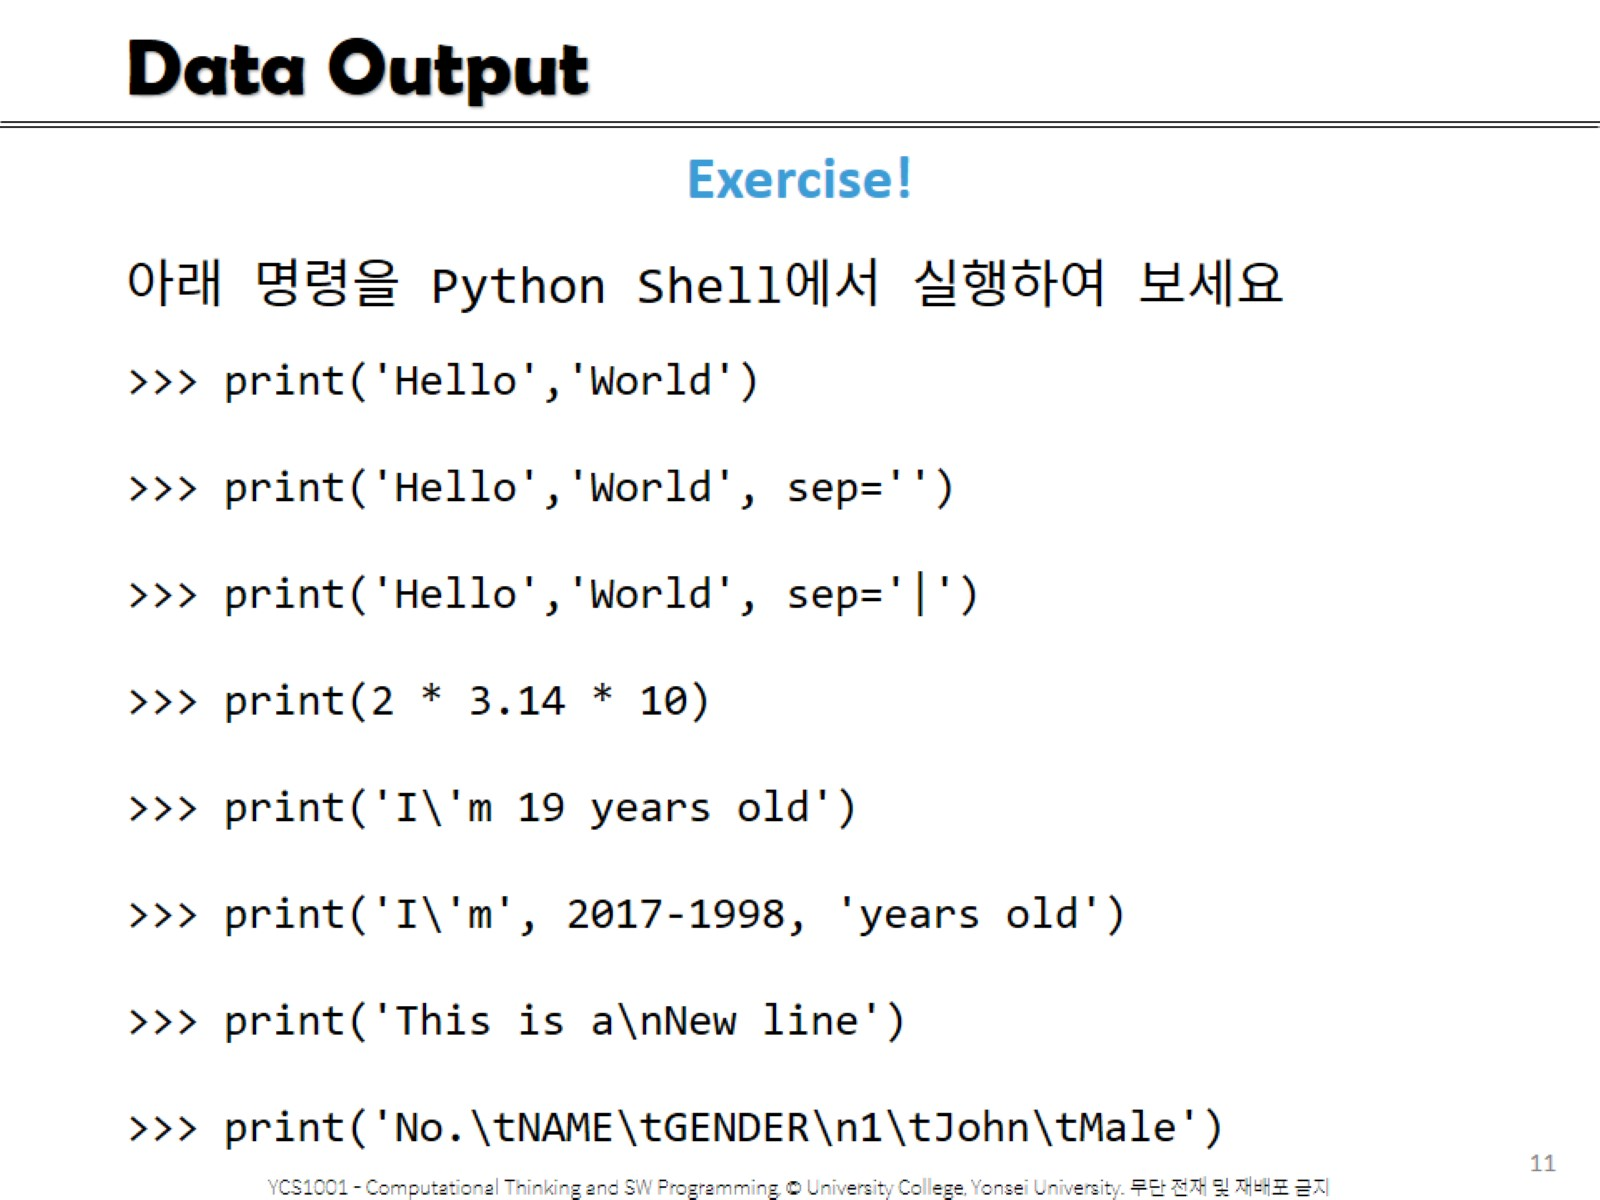 Data Output
Exercise!
아래 명령을 Python Shell에서 실행하여 보세요
>>> print('Hello','World')
>>> print('Hello','World', sep='')
>>> print('Hello','World', sep='|')
>>> print(2 * 3.14 * 10)
>>> print('I\'m 19 years old')
>>> print('I\'m', 2017-1998, 'years old')
>>> print('This is a\nNew line')
>>> print('No.\tNAME\tGENDER\n1\tJohn\tMale')
11
YCS1001 - Computational Thinking and SW Programming, © University College, Yonsei University. 무단 전재 및 재배포 금지